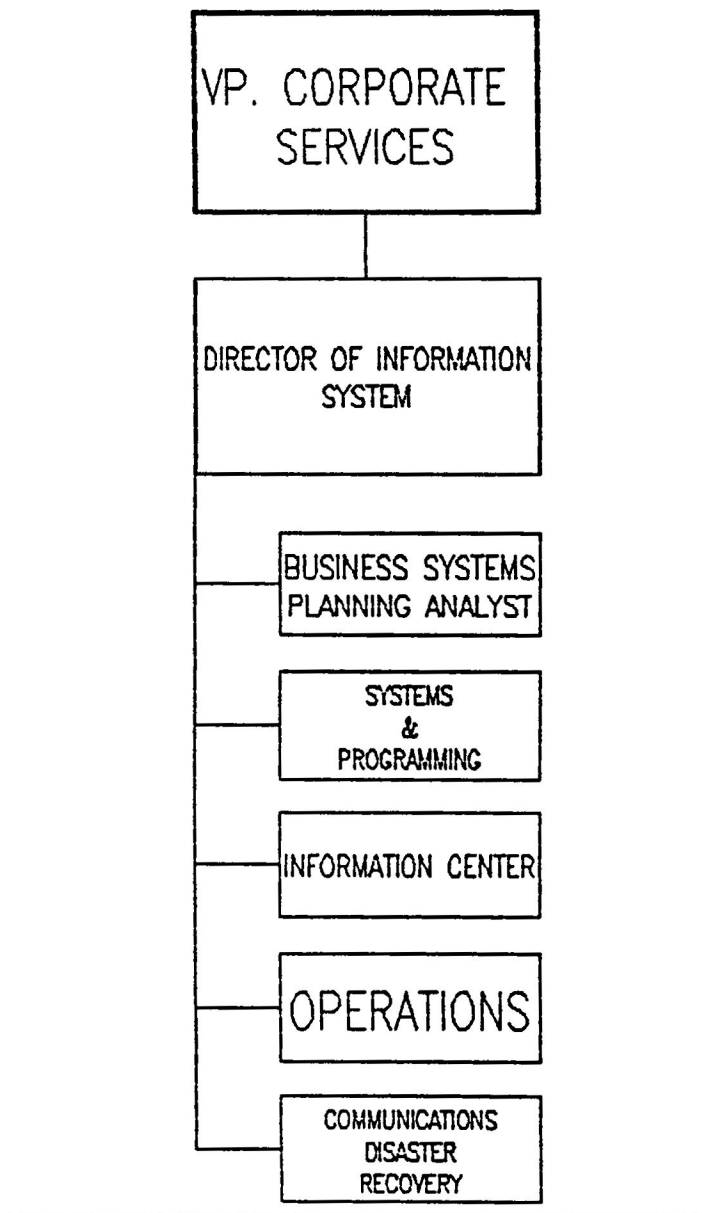 VP. CORPORATE
SERVICES
DIRECTOR OF INFORMATION
SYSTEM
BUSINESS SYSTEMS
PLANNING ANALYST
SYSTEMS
&
PROGRAMMING
INFORMATION CENTER
OPERATIONS
COMMUNICATIONS
DISASTER
RECOVERY